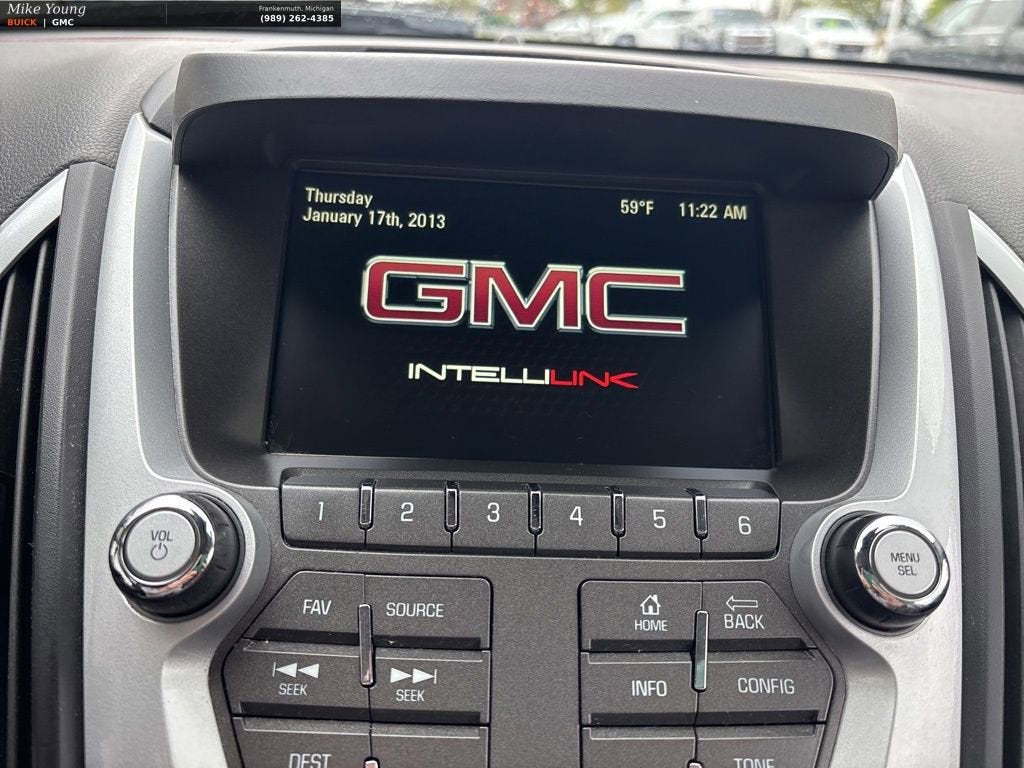 Mike Young
BUICK | GMC
Frankenmuth, Michigan
(989) 262-4385
Thursday
January 17th, 2013
59°F 11:22 AM
GMC
INTELLILINK
1 2 3 4 5 6
VOL
MENU
SEL
FAV SOURCE
HOME BACK
SEEK SEEK
INFO CONFIG
DEST
TONE